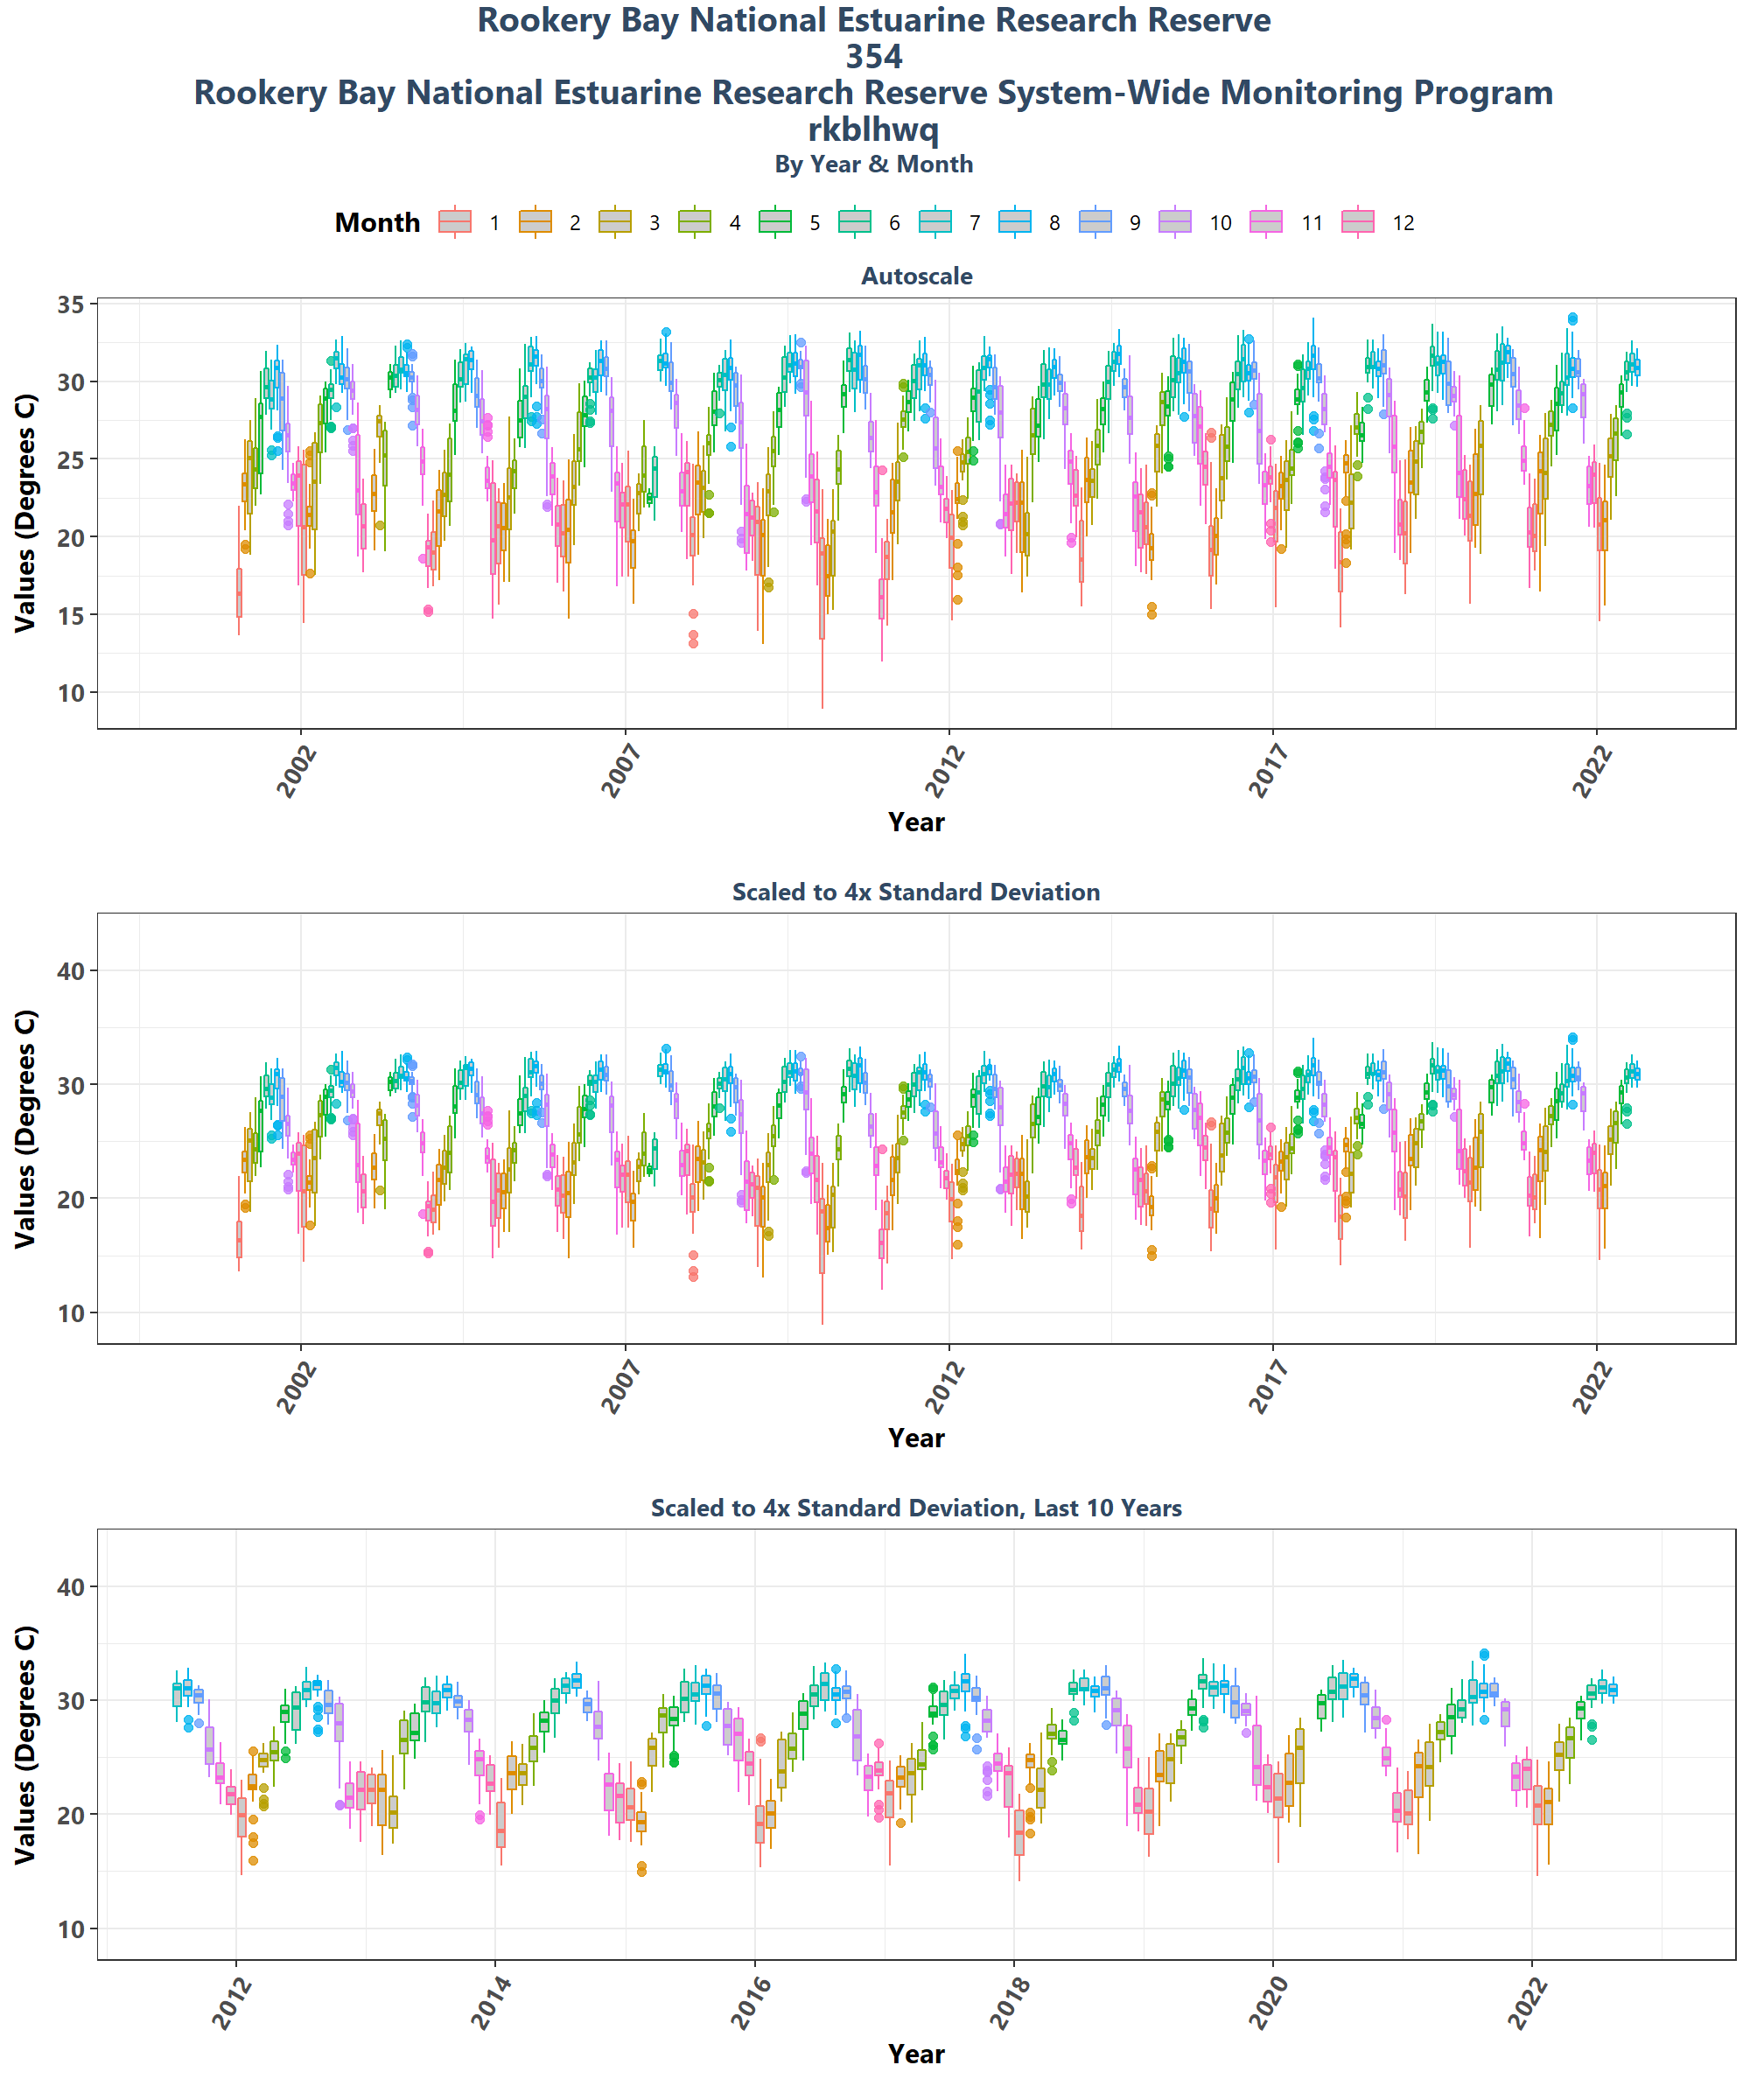 Rookery Bay National Estuarine Research Reserve
354
Rookery Bay National Estuarine Research Reserve System-Wide Monitoring Program
rkblhwq
By Year & Month
Month 1 2 3 4 5 6 7 8 9 10 11 12
Autoscale
Values (Degrees C)
35
30
25
20
15
10
2002 2007 2012 2017 2022
Year
Scaled to 4x Standard Deviation
Values (Degrees C)
40
30
20
10
2002 2007 2012 2017 2022
Year
Scaled to 4x Standard Deviation, Last 10 Years
Values (Degrees C)
40
30
20
10
2012 2014 2016 2018 2020 2022
Year